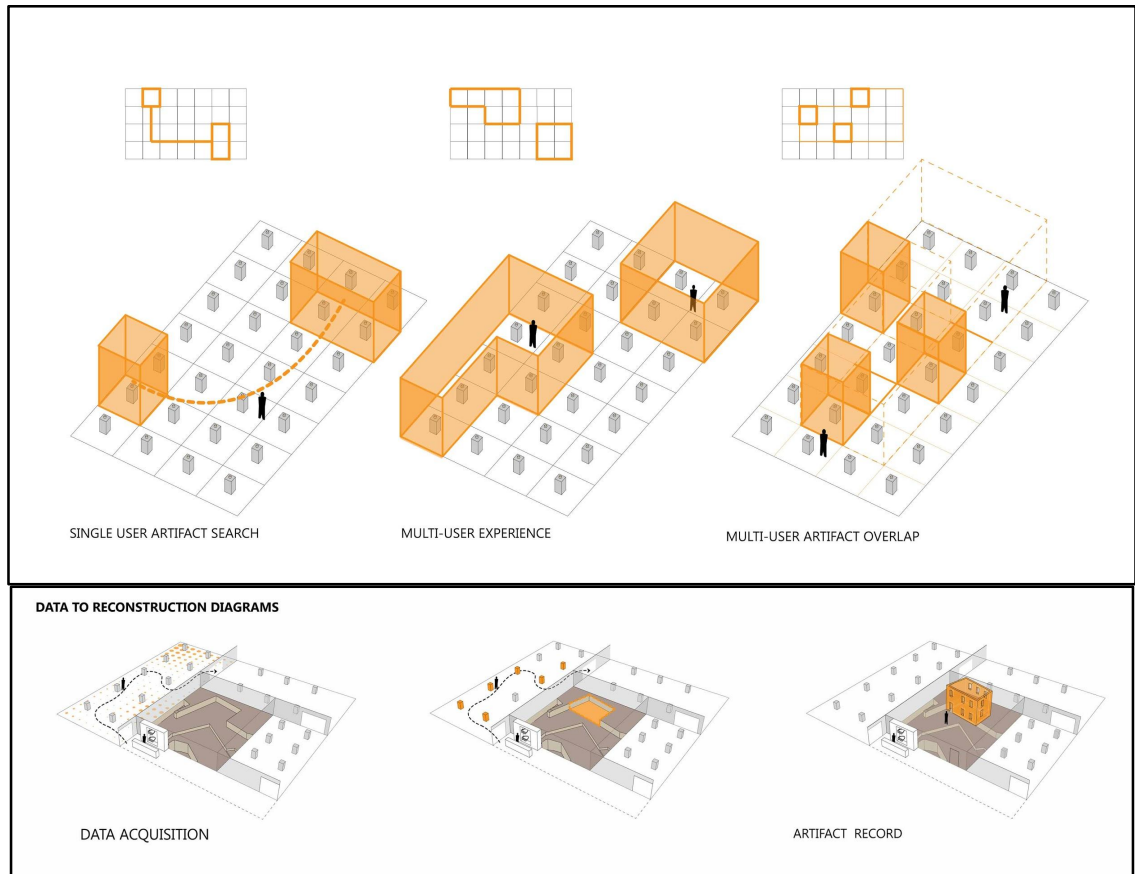 SINGLE USER ARTIFACT SEARCH
MULTI-USER EXPERIENCE
MULTI-USER ARTIFACT OVERLAP
DATA TO RECONSTRUCTION DIAGRAMS
DATA ACQUISITION
ARTIFACT RECORD